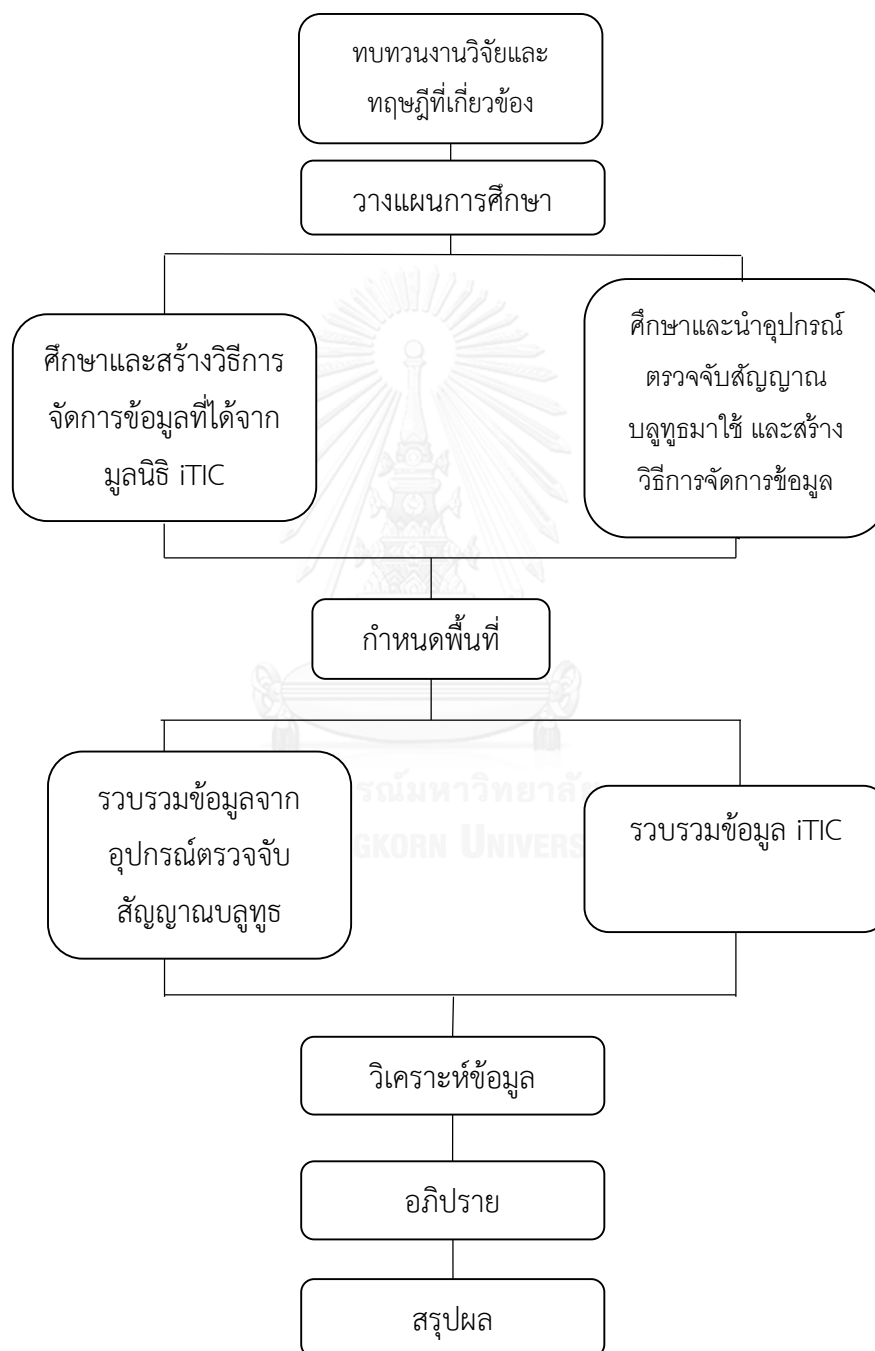 ทบทวนงานวิจัยและ
ทฤษฎีที่เกี่ยวข้อง
วางแผนการศึกษา
ศึกษาและสร้างวิธีการ
จัดการข้อมูลที่ได้จาก
มูลนิธิ iTIC
ศึกษาและนำอุปกรณ์
ตรวจจับสัญญาณ
บลูทูธมาใช้ และสร้าง
วิธีการจัดการข้อมูล
กำหนดพื้นที่
รวบรวมข้อมูลจาก
อุปกรณ์ตรวจจับ
สัญญาณบลูทูธ
รวบรวมข้อมูล iTIC
วิเคราะห์ข้อมูล
อภิปราย
สรุปผล